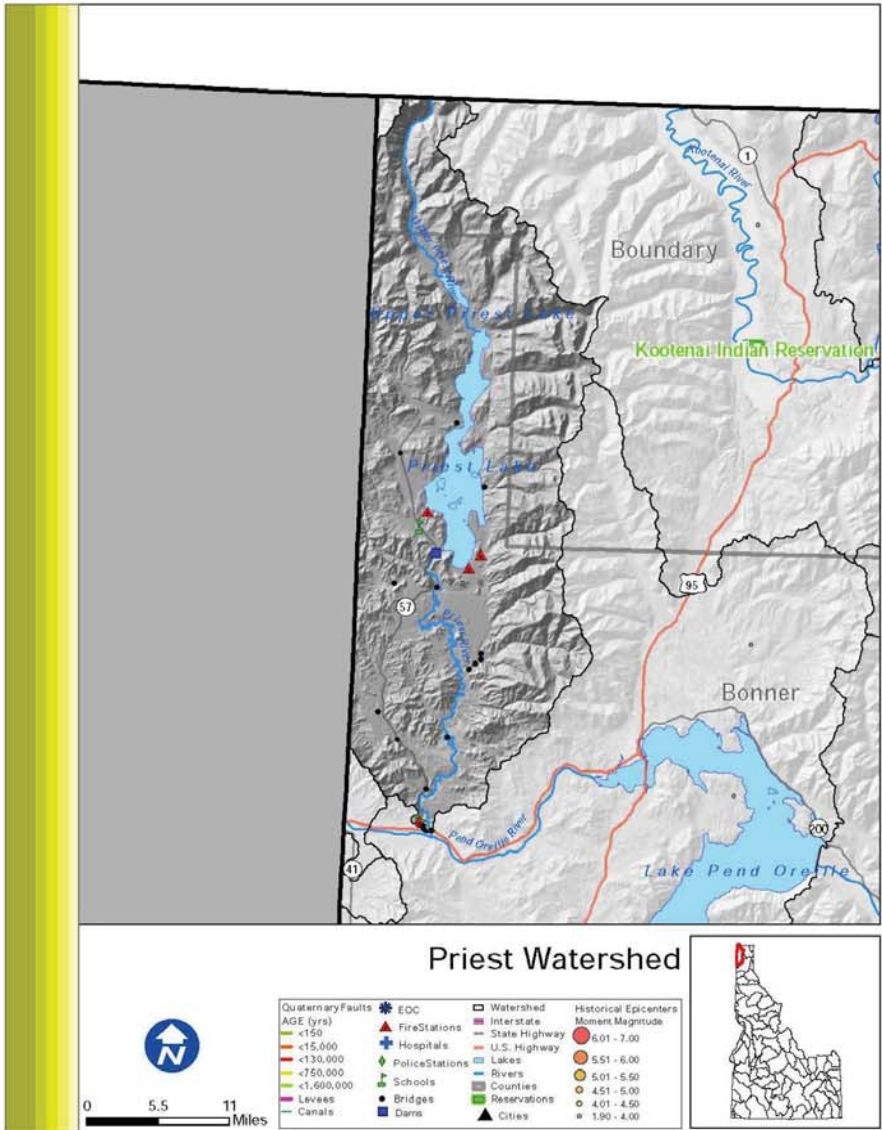 1
Kootenai River
Boundary
Upper Priest River
Upper Priest Lake
Kootenai Indian Reservation
Priest Lake
95
57
Priest River
Bonner
Pend Oreille River
200
Lake Pend Oreille
41
Priest Watershed
N
0 5.5 11
Miles
Quaternary Faults
AGE (yrs)
<150
<15,000
<130,000
<750,000
<1,600,000
Levees
Canals
EOC
FireStations
Hospitals
PoliceStations
Schools
Bridges
Dams
Watershed
Interstate
State Highway
U.S. Highway
Lakes
Rivers
Counties
Reservations
Cities
Historical Epicenters
Moment Magnitude
6.01 - 7.00
5.51 - 6.00
5.01 - 5.50
4.51 - 5.00
4.01 - 4.50
1.90 - 4.00